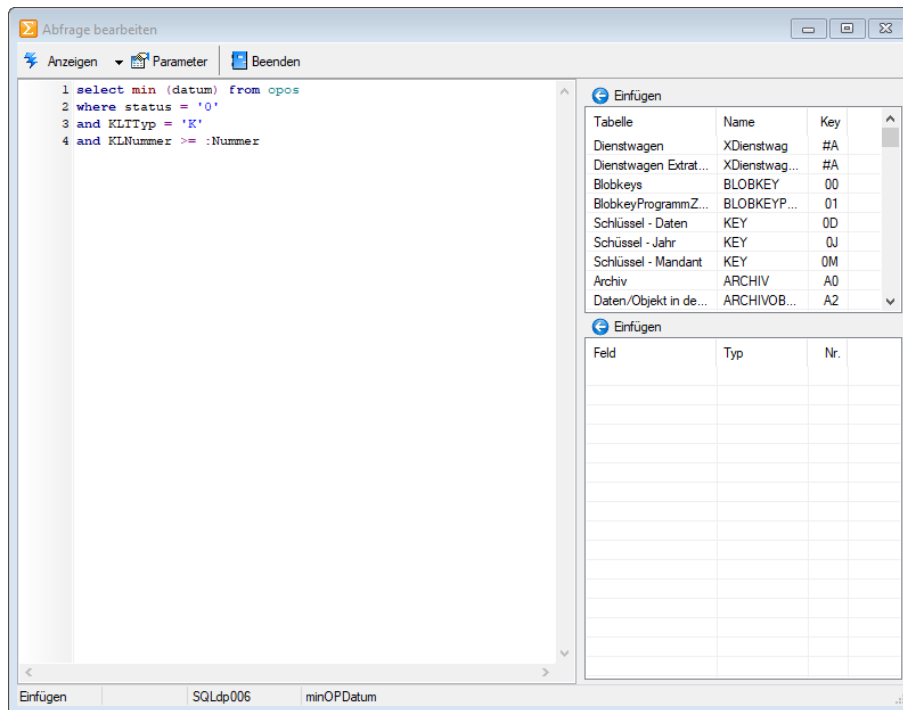 Abfrage bearbeiten
Anzeigen Parameter Beenden
1 select min (datum) from opos
2 where status = '0'
3 and KLTTyp = 'K'
4 and KLNummer >= :Nummer
Einfügen
Tabelle Name Key
Dienstwagen XDienstwag #A
Dienstwagen Extrat... XDienstwag... #A
Blobkeys BLOBKEY 00
BlobkeyProgrammZ... BLOBKEYP... 01
Schlüssel - Daten KEY 0D
Schüssel - Jahr KEY 0J
Schlüssel - Mandant KEY 0M
Archiv ARCHIV A0
Daten/Objekt in de... ARCHIVOB... A2
Einfügen
Feld Typ Nr.
Einfügen SQLdp006 minOPDatum